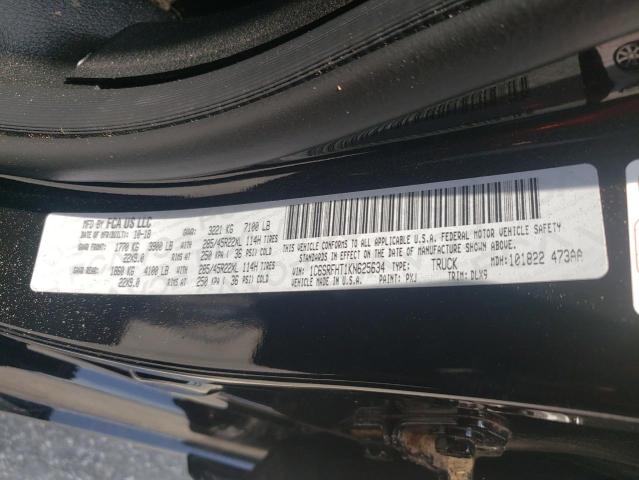 MFD BY FCA US LLC
DATE OF MFR(BUILT): 10-18 GVWR: 3221 KG 7100 LB
GAWR FRONT: 1770 KG 3900 LB 285/45R22XL 114H TIRES
22X9.0 RIMS AT 250 KPA( 36 PSI) COLD
GAWR REAR: 1860 KG 4100 LB 285/45R22XL 114H TIRES
22X9.0 RIMS AT 250 KPA( 36 PSI) COLD
THIS VEHICLE CONFORMS TO ALL APPLICABLE U.S.A. FEDERAL MOTOR VEHICLE SAFETY
STANDARDS IN EFFECT ON THE DATE OF MANUFACTURE SHOWN ABOVE.
VIN: 1C6SRFHT1KN625634 TYPE: TRUCK MDH: 101822 473AA
MADE IN U.S.A. PAINT: PXJ TRIM: DLX9